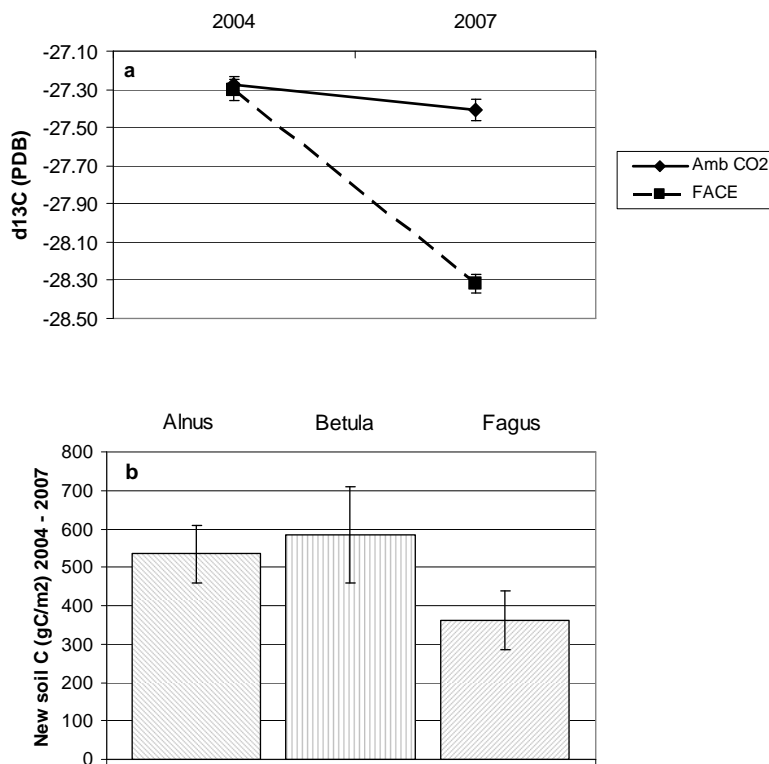 2004 2007
-27.10
a
-27.30
-27.50
-27.70
-27.90
-28.10
-28.30
-28.50
d13C (PDB)
Amb CO2
FACE
Alnus Betula Fagus
800
b
700
600
500
400
300
200
100
0
New soil C (gC/m2) 2004 - 2007